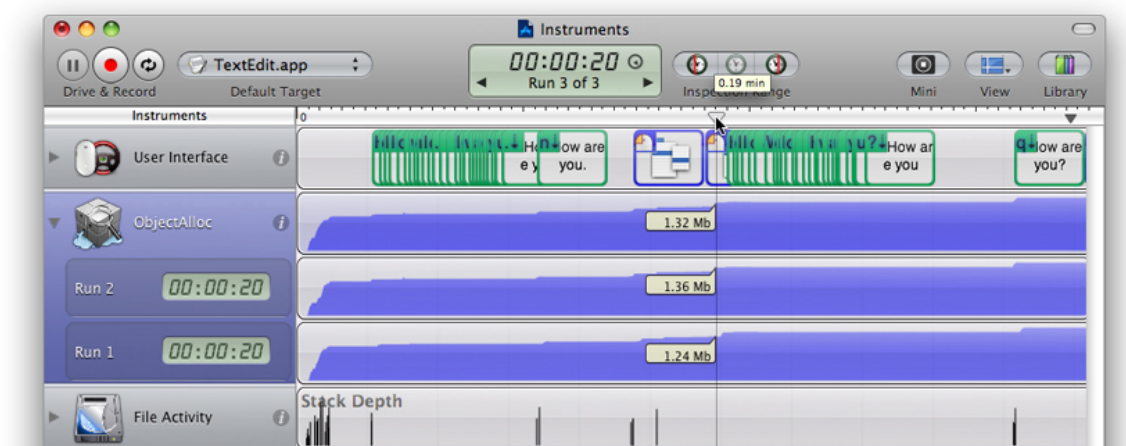 Instruments
TextEdit.app
00:00:20
Run 3 of 3
0.19 min
Drive & Record
Default Target
Inspection Range
Mini
View
Library
Instruments
0
User Interface
How are you.
How are you
How are you?
ObjectAlloc
1.32 Mb
Run 2
00:00:20
1.36 Mb
Run 1
00:00:20
1.24 Mb
File Activity
Stack Depth